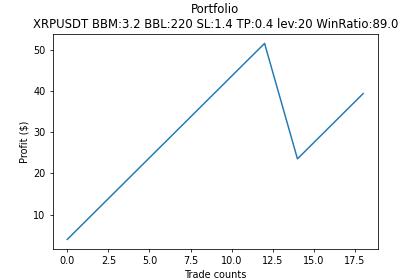 Portfolio
XRPUSDT BBM:3.2 BBL:220 SL:1.4 TP:0.4 lev:20 WinRatio:89.0
Profit ($)
50
40
30
20
10
0.0 2.5 5.0 7.5 10.0 12.5 15.0 17.5
Trade counts